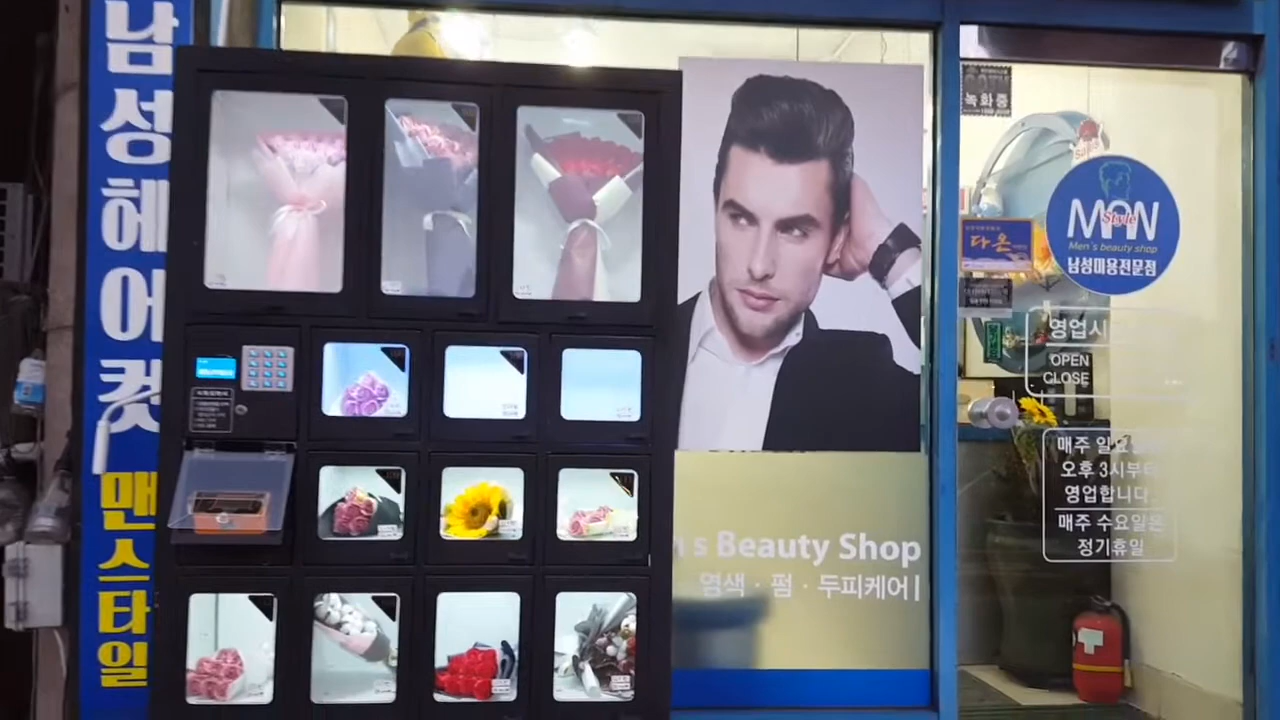 남성헤어컷 맨스타일
s Beauty Shop
염색 · 펌 · 두피케어
녹화중
다온
MAN
Style
Men's beauty shop
남성미용전문점
영업시
OPEN
CLOSE
매주 일요일은
오후 3시부터
영업합니다.
매주 수요일은
정기휴일